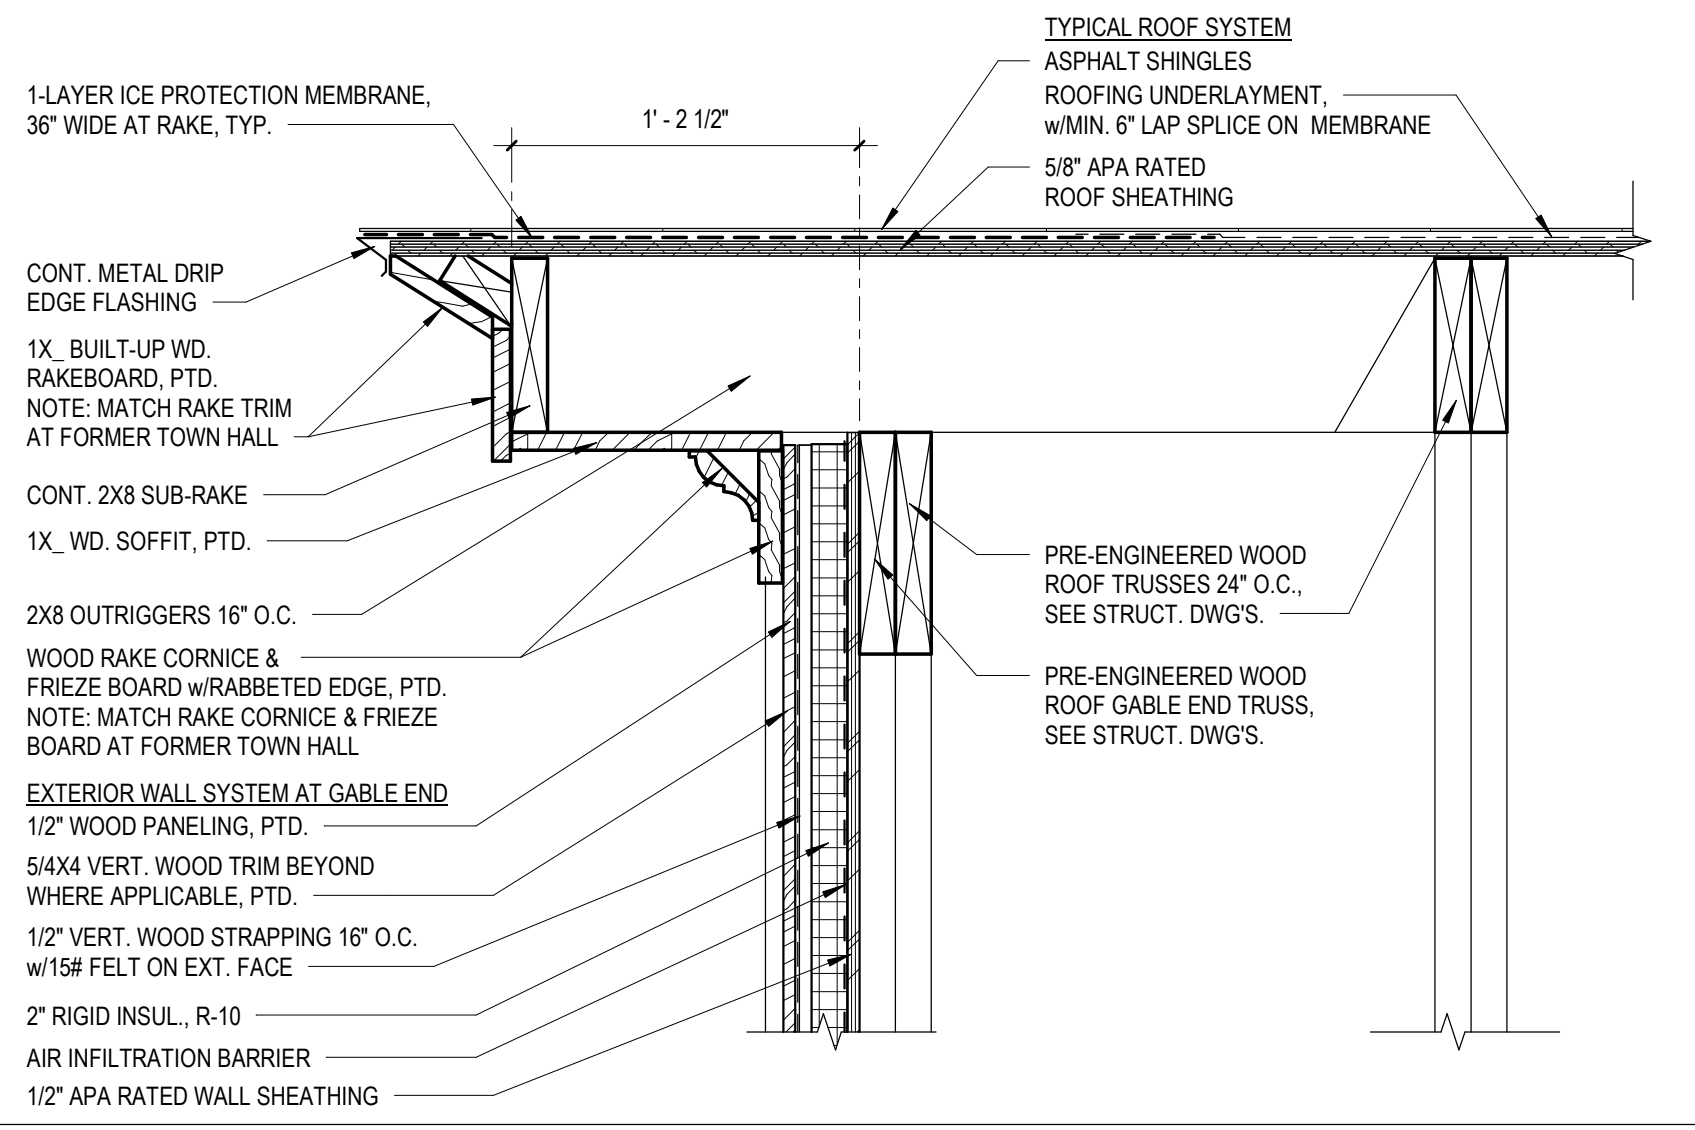 1-LAYER ICE PROTECTION MEMBRANE,
36" WIDE AT RAKE, TYP.
CONT. METAL DRIP
EDGE FLASHING
1X_ BUILT-UP WD.
RAKEBOARD, PTD.
NOTE: MATCH RAKE TRIM
AT FORMER TOWN HALL
CONT. 2X8 SUB-RAKE
1X_ WD. SOFFIT, PTD.
2X8 OUTRIGGERS 16" O.C.
WOOD RAKE CORNICE &
FRIEZE BOARD w/RABBETED EDGE, PTD.
NOTE: MATCH RAKE CORNICE & FRIEZE
BOARD AT FORMER TOWN HALL
EXTERIOR WALL SYSTEM AT GABLE END
1/2" WOOD PANELING, PTD.
5/4X4 VERT. WOOD TRIM BEYOND
WHERE APPLICABLE, PTD.
1/2" VERT. WOOD STRAPPING 16" O.C.
w/15# FELT ON EXT. FACE
2" RIGID INSUL., R-10
AIR INFILTRATION BARRIER
1/2" APA RATED WALL SHEATHING
1' - 2 1/2"
TYPICAL ROOF SYSTEM
ASPHALT SHINGLES
ROOFING UNDERLAYMENT,
w/MIN. 6" LAP SPLICE ON MEMBRANE
5/8" APA RATED
ROOF SHEATHING
PRE-ENGINEERED WOOD
ROOF TRUSSES 24" O.C.,
SEE STRUCT. DWG'S.
PRE-ENGINEERED WOOD
ROOF GABLE END TRUSS,
SEE STRUCT. DWG'S.